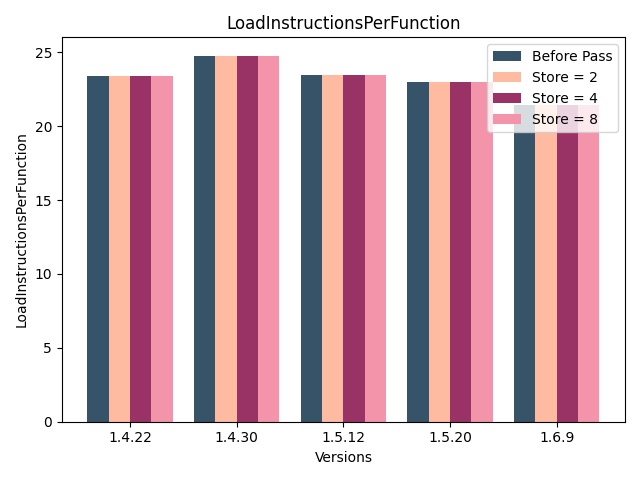 LoadInstructionsPerFunction
Before Pass
Store = 2
Store = 4
Store = 8
LoadInstructionsPerFunction
25
20
15
10
5
0
1.4.22
1.4.30
1.5.12
1.5.20
1.6.9
Versions